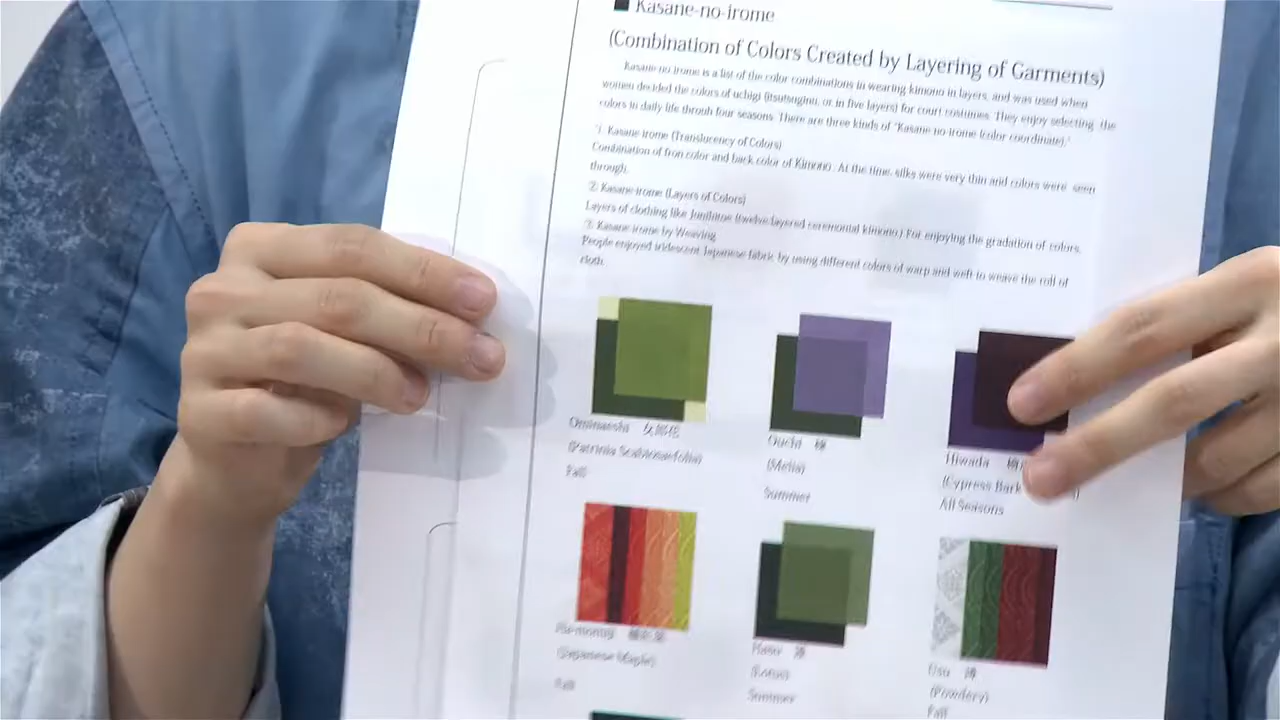 Kasane-no-irome
(Combination of Colors Created by Layering of Garments)
Kasane no irome is a list of the color combinations in wearing kimono in layers, and was used when
women decided the colors of uchigi (itsutsuginu, or in five layers) for court costumes. They enjoy selecting the
colors in daily life throuh four seasons. There are three kinds of "Kasane no irome (color coordinate)."
1. Kasane irome (Translucency of Colors)
Combination of fron color and back color of Kimono. At the time, silks were very thin and colors were seen
through.
Kasane-irome (Layers of Colors)
Layers of clothing like Junihitoe (twelve-layered ceremonial kimono.) For enjoying the gradation of colors.
Kasane irome by Weaving
People enjoyed iridescent Japanese fabric by using different colors of warp and weft to weave the roll of
cloth.
Ominaeshi 女郎花
(Patrinia Scabiosaefolia)
Fall
Ouchi
(Melia)
Summer
Hiwada
(Cypress Bark
All Seasons
(Japanese Maple)
Fall
Hasu
(Lotus)
Summer
Usu 薄
(Powdery)
Fall